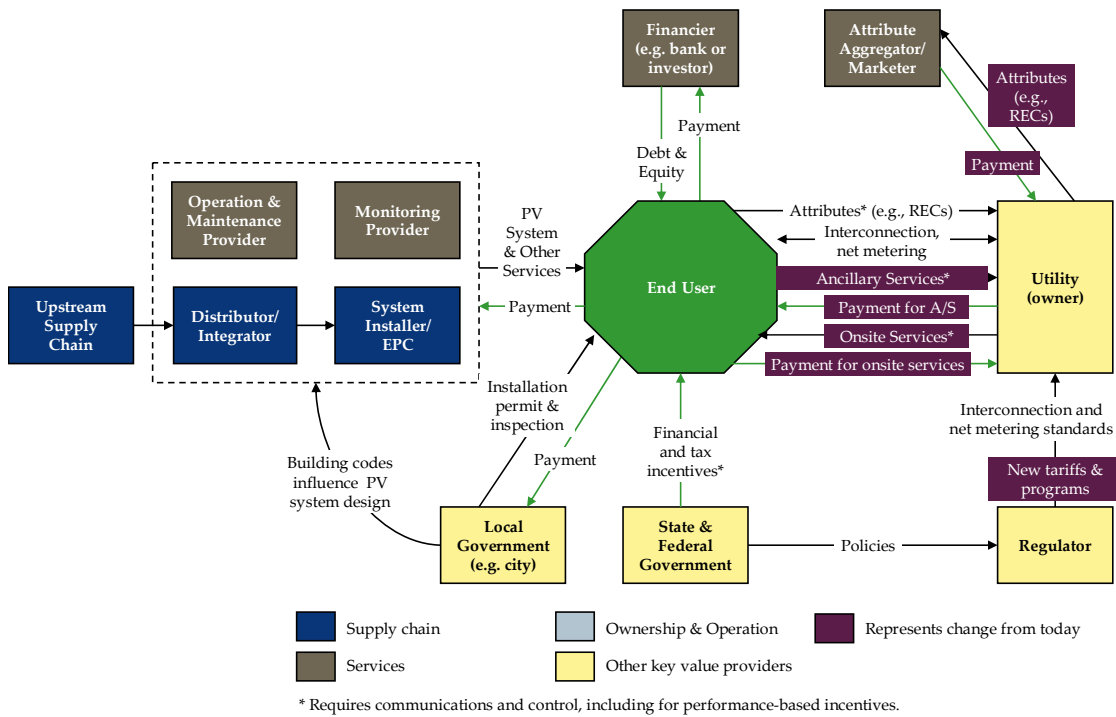 Financier
(e.g. bank or
investor)
Attribute
Aggregator/
Marketer
Attributes
(e.g.,
RECs)
Payment
Debt &
Equity
Payment
Operation &
Maintenance
Provider
Monitoring
Provider
PV
System
& Other
Services
Attributes* (e.g., RECs)
Interconnection,
net metering
Ancillary Services*
Payment for A/S
Onsite Services*
Payment for onsite services
End User
Utility
(owner)
Upstream
Supply
Chain
Distributor/
Integrator
System
Installer/
EPC
Payment
Installation
permit &
inspection
Building codes
influence PV
system design
Payment
Financial
and tax
incentives*
Interconnection and
net metering standards
New tariffs &
programs
Local
Government
(e.g. city)
State &
Federal
Government
Policies
Regulator
Supply chain
Ownership & Operation
Represents change from today
Services
Other key value providers
* Requires communications and control, including for performance-based incentives.